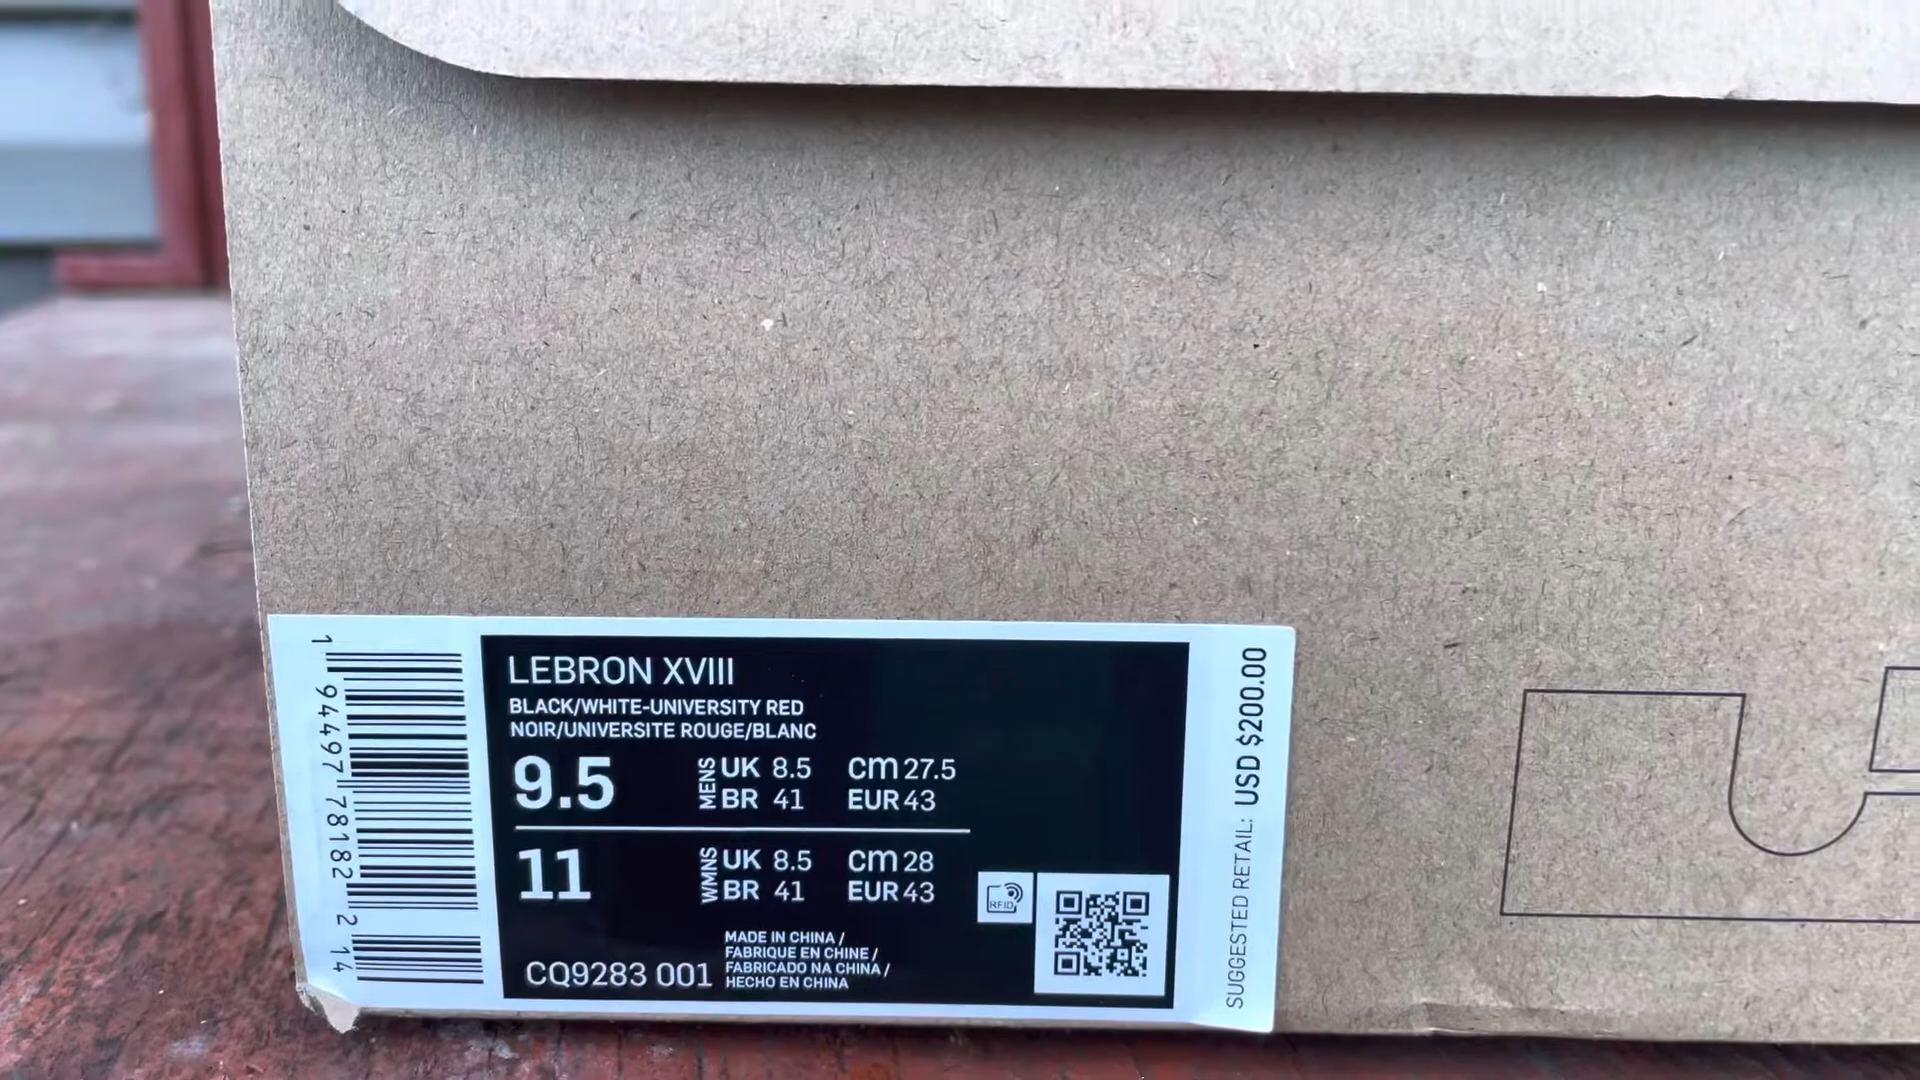 LEBRON XVIII
BLACK/WHITE-UNIVERSITY RED
NOIR/UNIVERSITE ROUGE/BLANC
9.5 MENS UK 8.5 cm 27.5
BR 41 EUR 43
11 WMNS UK 8.5 cm 28
BR 41 EUR 43
MADE IN CHINA /
FABRIQUE EN CHINE /
FABRICADO NA CHINA /
HECHO EN CHINA
CQ9283 001
RFID
1 94497 78182 2 14
SUGGESTED RETAIL: USD $200.00